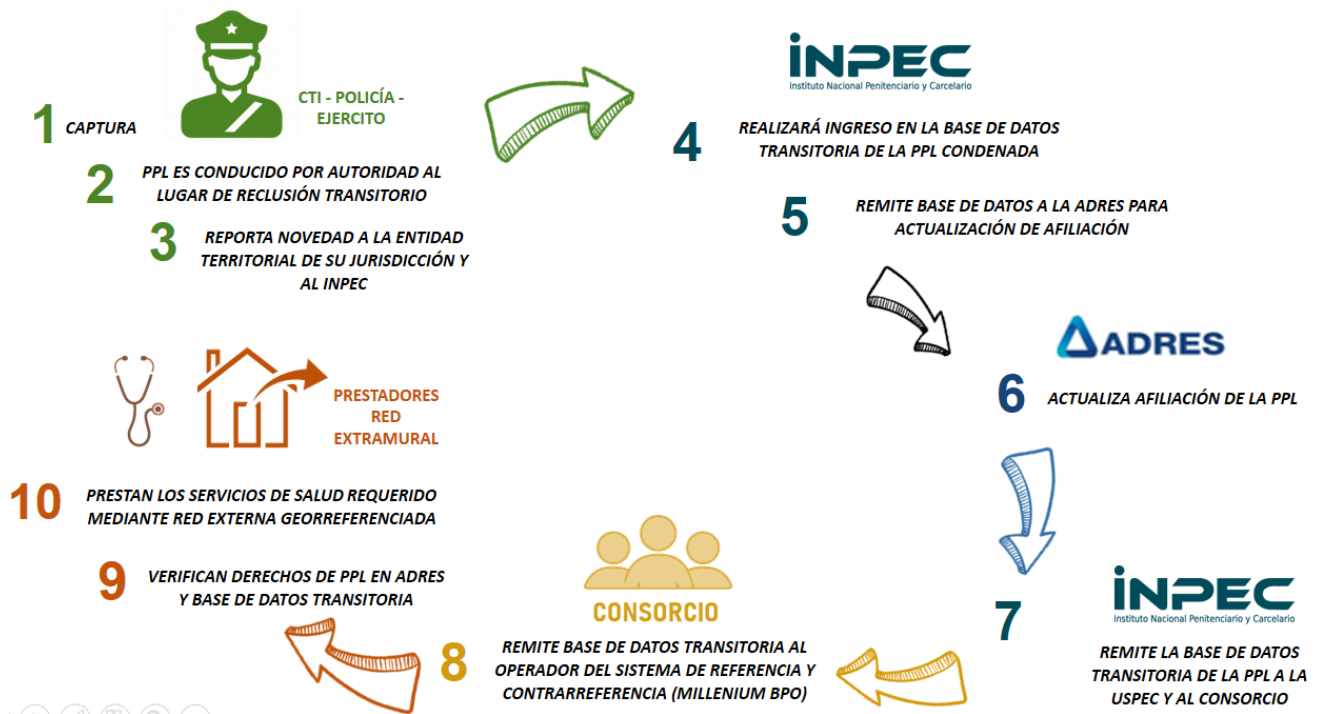 1 CAPTURA
CTI - POLICÍA -
EJERCITO
2 PPL ES CONDUCIDO POR AUTORIDAD AL
LUGAR DE RECLUSIÓN TRANSITORIO
3 REPORTA NOVEDAD A LA ENTIDAD
TERRITORIAL DE SU JURISDICCIÓN Y
AL INPEC
INPEC
Instituto Nacional Penitenciario y Carcelario
4 REALIZARÁ INGRESO EN LA BASE DE DATOS
TRANSITORIA DE LA PPL CONDENADA
5 REMITE BASE DE DATOS A LA ADRES PARA
ACTUALIZACIÓN DE AFILIACIÓN
ADRES
6 ACTUALIZA AFILIACIÓN DE LA PPL
INPEC
Instituto Nacional Penitenciario y Carcelario
7 REMITE LA BASE DE DATOS
TRANSITORIA DE LA PPL A LA
USPEC Y AL CONSORCIO
CONSORCIO
8 REMITE BASE DE DATOS TRANSITORIA AL
OPERADOR DEL SISTEMA DE REFERENCIA Y
CONTRARREFERENCIA (MILLENIUM BPO)
9 VERIFICAN DERECHOS DE PPL EN ADRES
Y BASE DE DATOS TRANSITORIA
PRESTADORES
RED
EXTRAMURAL
10 PRESTAN LOS SERVICIOS DE SALUD REQUERIDO
MEDIANTE RED EXTERNA GEORREFERENCIADA